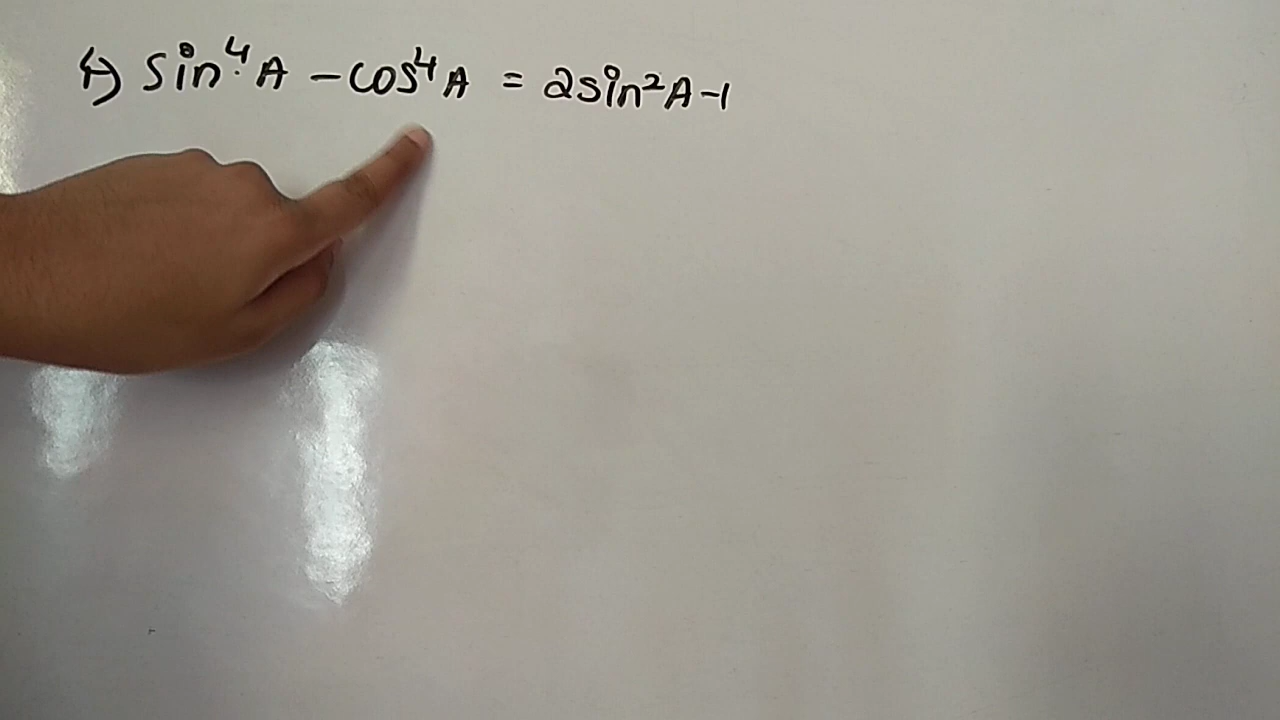 4) sin⁴A - cos⁴A = 2sin²A-1